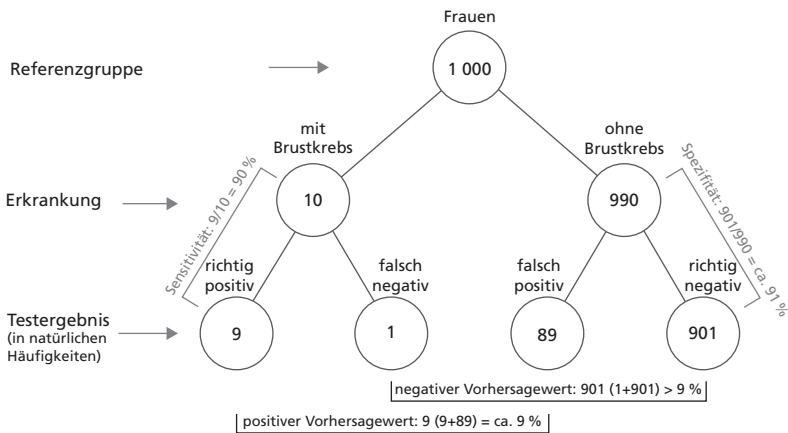 Frauen
Referenzgruppe
1 000
mit
Brustkrebs
ohne
Brustkrebs
Erkrankung
10
990
Sensitivität: 9/10 = 90 %
Spezifität: 901/990 = ca. 91 %
richtig
positiv
falsch
negativ
falsch
positiv
richtig
negativ
Testergebnis
(in natürlichen
Häufigkeiten)
9
1
89
901
negativer Vorhersagewert: 901 (1+901) > 9 %
positiver Vorhersagewert: 9 (9+89) = ca. 9 %